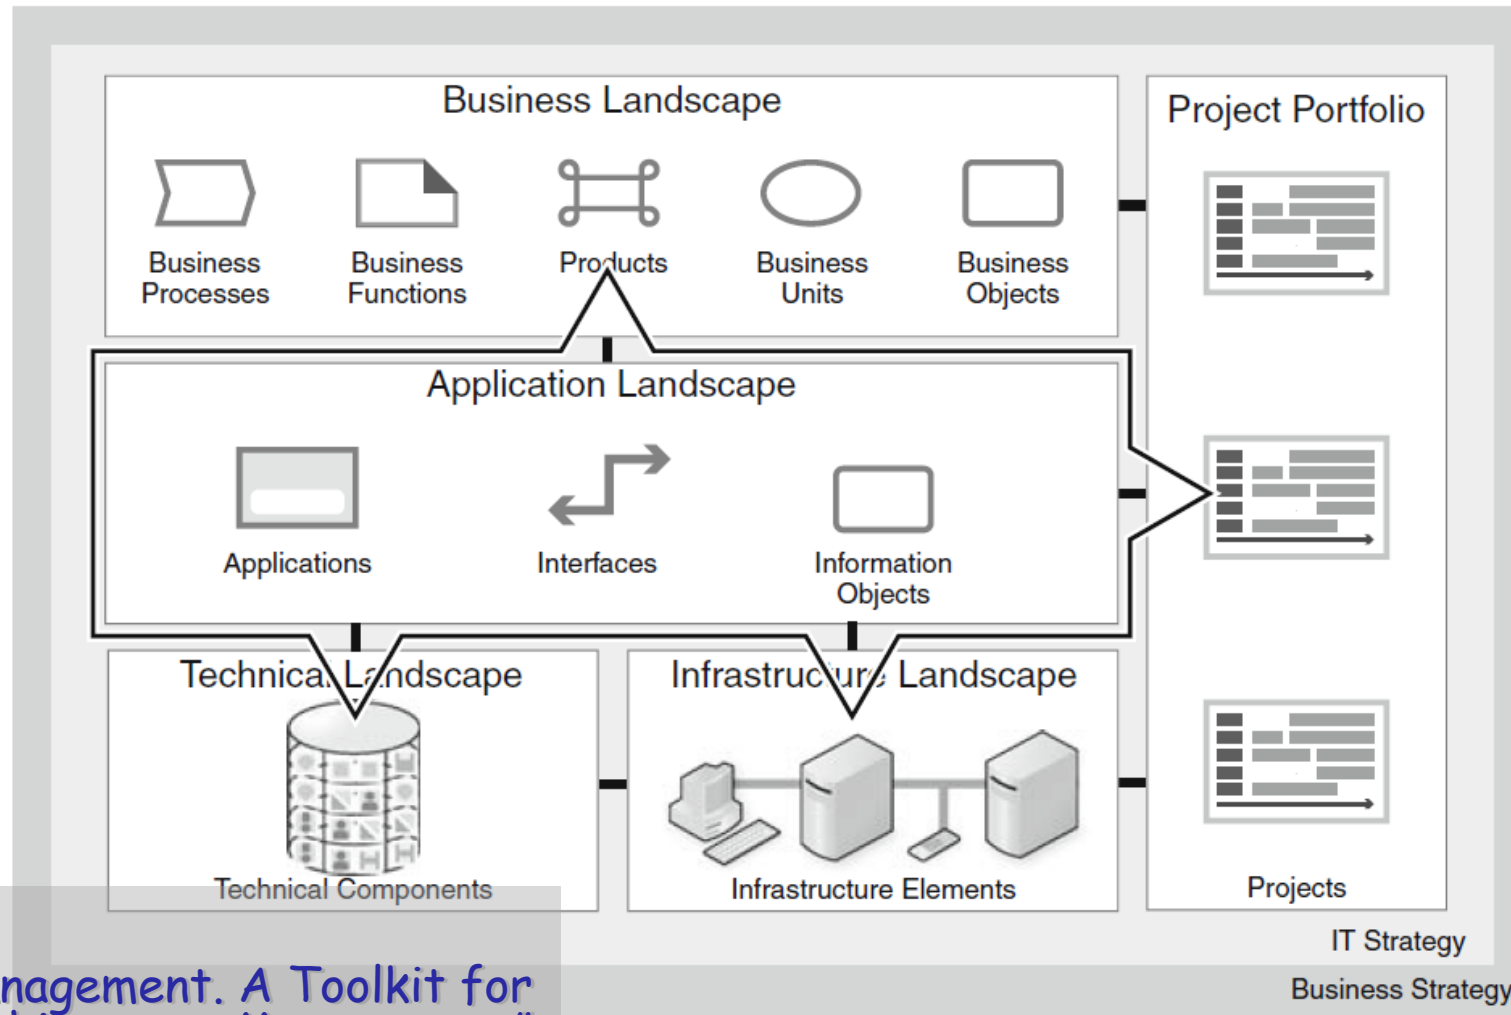 Business Landscape
Business
Processes
Business
Functions
Products
Business
Units
Business
Objects
Project Portfolio
Application Landscape
Applications
Interfaces
Information
Objects
Technical Landscape
Technical Components
Infrastructure Landscape
Infrastructure Elements
Projects
IT Strategy
Business Strategy
A Toolkit for